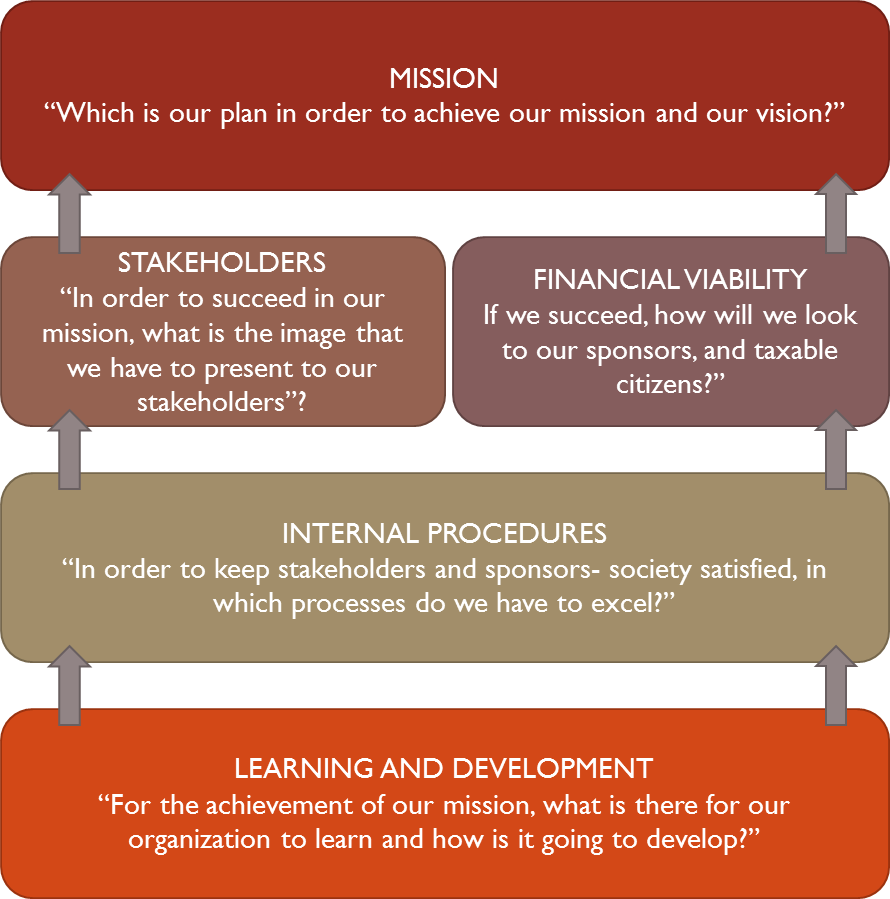 MISSION
“Which is our plan in order to achieve our mission and our vision?”
STAKEHOLDERS
“In order to succeed in our
mission, what is the image that
we have to present to our
stakeholders”?
FINANCIAL VIABILITY
If we succeed, how will we look
to our sponsors, and taxable
citizens?”
INTERNAL PROCEDURES
“In order to keep stakeholders and sponsors- society satisfied, in
which processes do we have to excel?”
LEARNING AND DEVELOPMENT
“For the achievement of our mission, what is there for our
organization to learn and how is it going to develop?”